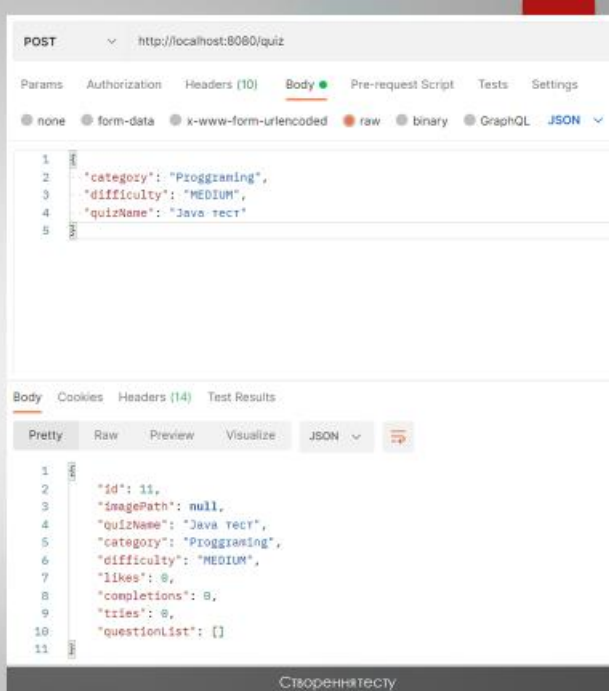 POST http://localhost:8080/quiz
Params Authorization Headers (10) Body Pre-request Script Tests Settings
none form-data x-www-form-urlencoded raw binary GraphQL JSON
1 {
2 "category": "Proggraming",
3 "difficulty": "MEDIUM",
4 "quizName": "Java тест"
5 }
Body Cookies Headers (14) Test Results
Pretty Raw Preview Visualize JSON
1 {
2 "id": 11,
3 "imagePath": null,
4 "quizName": "Java тест",
5 "category": "Proggraming",
6 "difficulty": "MEDIUM",
7 "likes": 0,
8 "completions": 0,
9 "tries": 0,
10 "questionList": []
11 }
Створення тесту